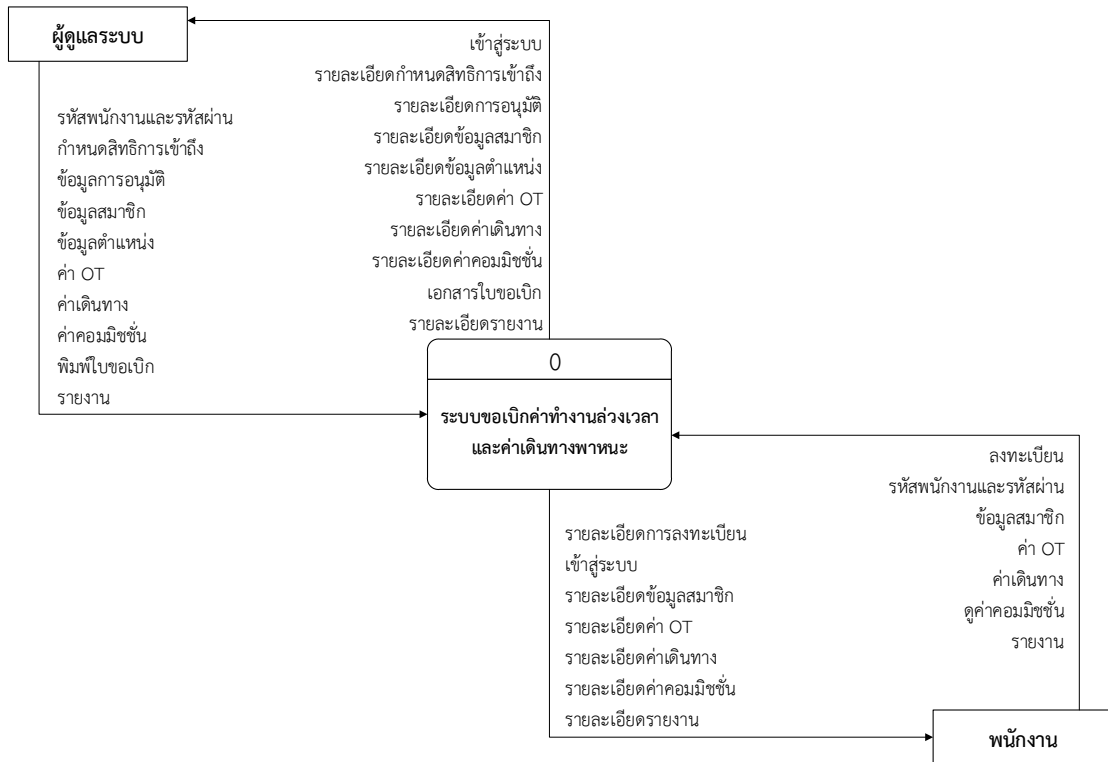 ผู้ดูแลระบบ
เข้าสู่ระบบ
รายละเอียดกำหนดสิทธิการเข้าถึง
รายละเอียดการอนุมัติ
รายละเอียดข้อมูลสมาชิก
รายละเอียดข้อมูลตำแหน่ง
รายละเอียดค่า OT
รายละเอียดค่าเดินทาง
รายละเอียดค่าคอมมิชชั่น
เอกสารใบขอเบิก
รายละเอียดรายงาน
รหัสพนักงานและรหัสผ่าน
กำหนดสิทธิการเข้าถึง
ข้อมูลการอนุมัติ
ข้อมูลสมาชิก
ข้อมูลตำแหน่ง
ค่า OT
ค่าเดินทาง
ค่าคอมมิชชั่น
พิมพ์ใบขอเบิก
รายงาน
0
ระบบขอเบิกค่าทำงานล่วงเวลา
และค่าเดินทางพาหนะ
ลงทะเบียน
รหัสพนักงานและรหัสผ่าน
ข้อมูลสมาชิก
ค่า OT
ค่าเดินทาง
ดูค่าคอมมิชชั่น
รายงาน
รายละเอียดการลงทะเบียน
เข้าสู่ระบบ
รายละเอียดข้อมูลสมาชิก
รายละเอียดค่า OT
รายละเอียดค่าเดินทาง
รายละเอียดค่าคอมมิชชั่น
รายละเอียดรายงาน
พนักงาน